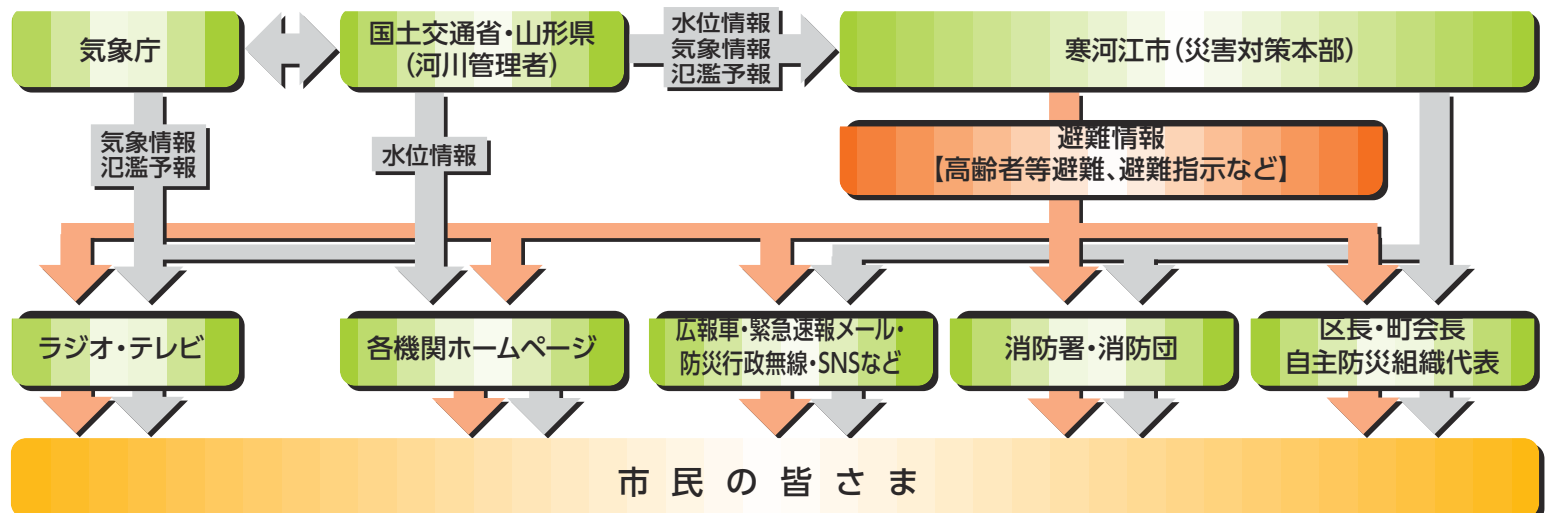 気象庁
国土交通省・山形県
(河川管理者)
水位情報
気象情報
氾濫予報
寒河江市(災害対策本部)
気象情報
氾濫予報
水位情報
避難情報
【高齢者等避難、避難指示など】
ラジオ・テレビ
各機関ホームページ
広報車・緊急速報メール・
防災行政無線・SNSなど
消防署・消防団
区長・町会長
自主防災組織代表
市民の皆さま